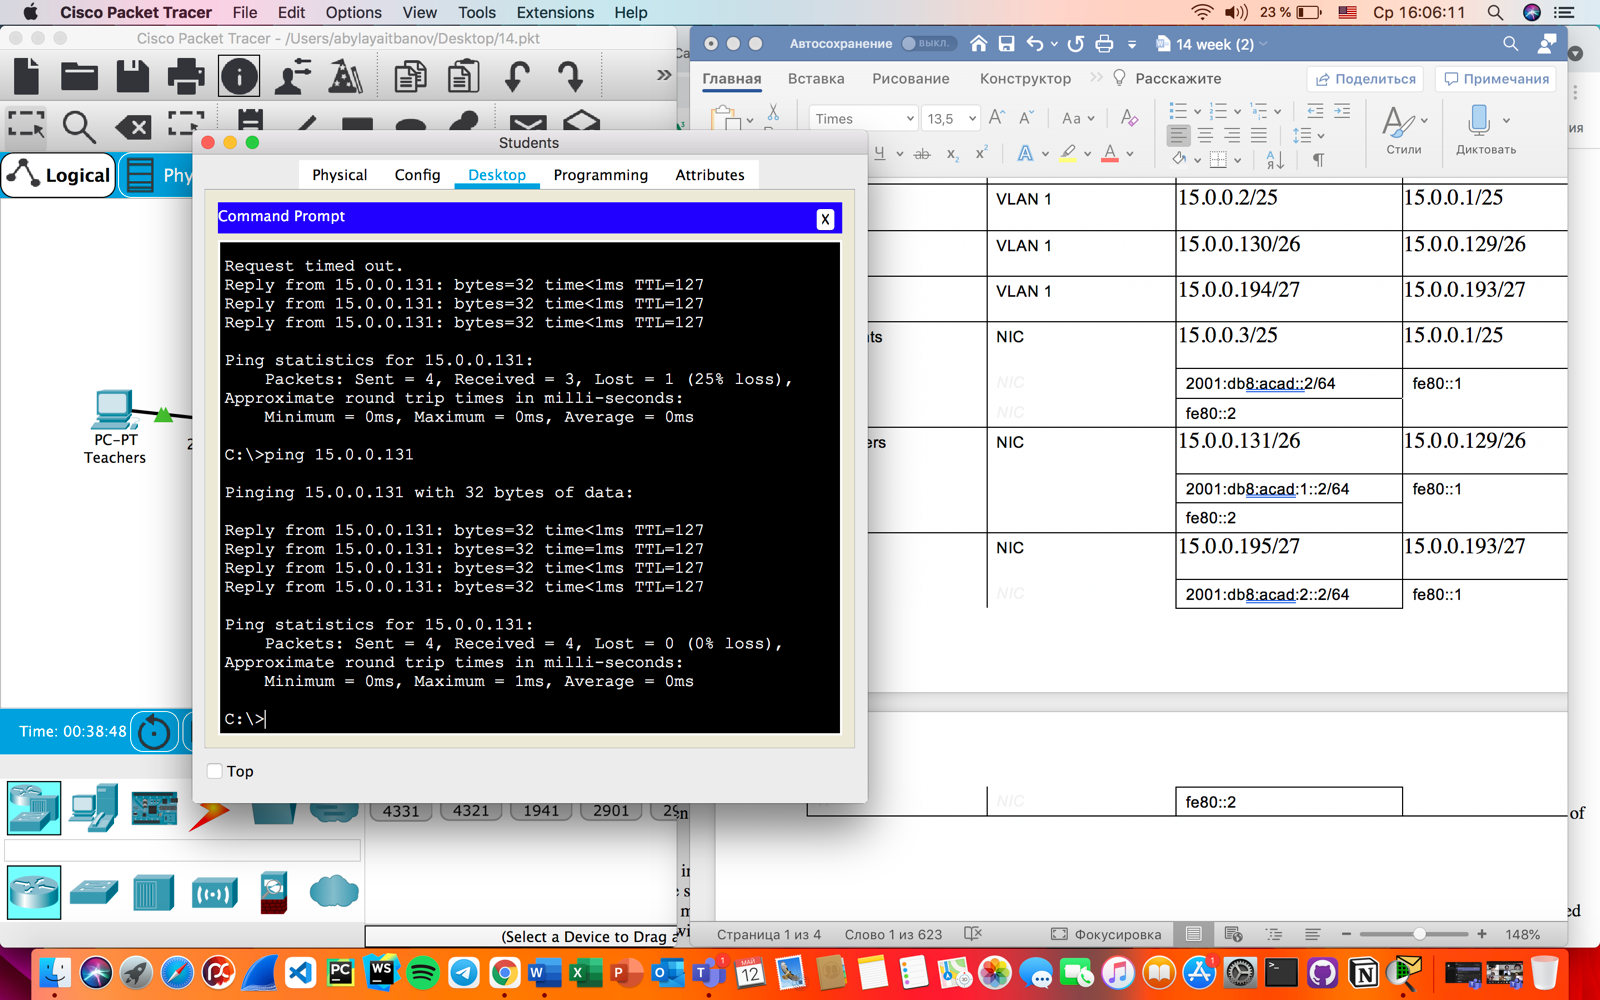 Cisco Packet Tracer File Edit Options View Tools Extensions Help
23 % Ср 16:06:11
Cisco Packet Tracer - /Users/abylayaitbanov/Desktop/14.pkt
Logical
Phy
PC-PT
Teachers
2
Time: 00:38:48
Students
Physical Config Desktop Programming Attributes
Command Prompt
X
Request timed out.
Reply from 15.0.0.131: bytes=32 time<1ms TTL=127
Reply from 15.0.0.131: bytes=32 time<1ms TTL=127
Reply from 15.0.0.131: bytes=32 time<1ms TTL=127
Ping statistics for 15.0.0.131:
Packets: Sent = 4, Received = 3, Lost = 1 (25% loss),
Approximate round trip times in milli-seconds:
Minimum = 0ms, Maximum = 0ms, Average = 0ms
C:\>ping 15.0.0.131
Pinging 15.0.0.131 with 32 bytes of data:
Reply from 15.0.0.131: bytes=32 time<1ms TTL=127
Reply from 15.0.0.131: bytes=32 time=1ms TTL=127
Reply from 15.0.0.131: bytes=32 time<1ms TTL=127
Reply from 15.0.0.131: bytes=32 time<1ms TTL=127
Ping statistics for 15.0.0.131:
Packets: Sent = 4, Received = 4, Lost = 0 (0% loss),
Approximate round trip times in milli-seconds:
Minimum = 0ms, Maximum = 1ms, Average = 0ms
C:\>
Top
4331 4321 1941 2901 29
(Select a Device to Drag a
Автосохранение ВЫКЛ. 14 week (2)
Главная Вставка Рисование Конструктор Расскажите Поделиться Примечания
Times 13,5
Стили
Диктовать
ия
VLAN 1 15.0.0.2/25 15.0.0.1/25
VLAN 1 15.0.0.130/26 15.0.0.129/26
VLAN 1 15.0.0.194/27 15.0.0.193/27
ts NIC 15.0.0.3/25 15.0.0.1/25
NIC 2001:db8:acad::2/64 fe80::1
NIC fe80::2
ers NIC 15.0.0.131/26 15.0.0.129/26
2001:db8:acad:1::2/64 fe80::1
fe80::2
NIC 15.0.0.195/27 15.0.0.193/27
NIC 2001:db8:acad:2::2/64 fe80::1
NIC fe80::2
of
ed
Страница 1 из 4 Слово 1 из 623 Фокусировка 148%
PC WS W X P T МАЙ 12 N